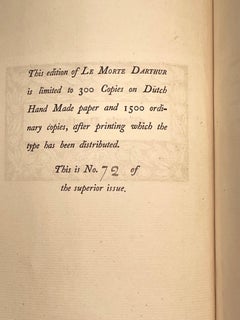 This edition of LE MORTE DARTHUR
is limited to 300 Copies on Dutch
Hand Made paper and 1500 ordi-
nary copies, after printing which the
type has been distributed.
This is No. 72 of
the superior issue.